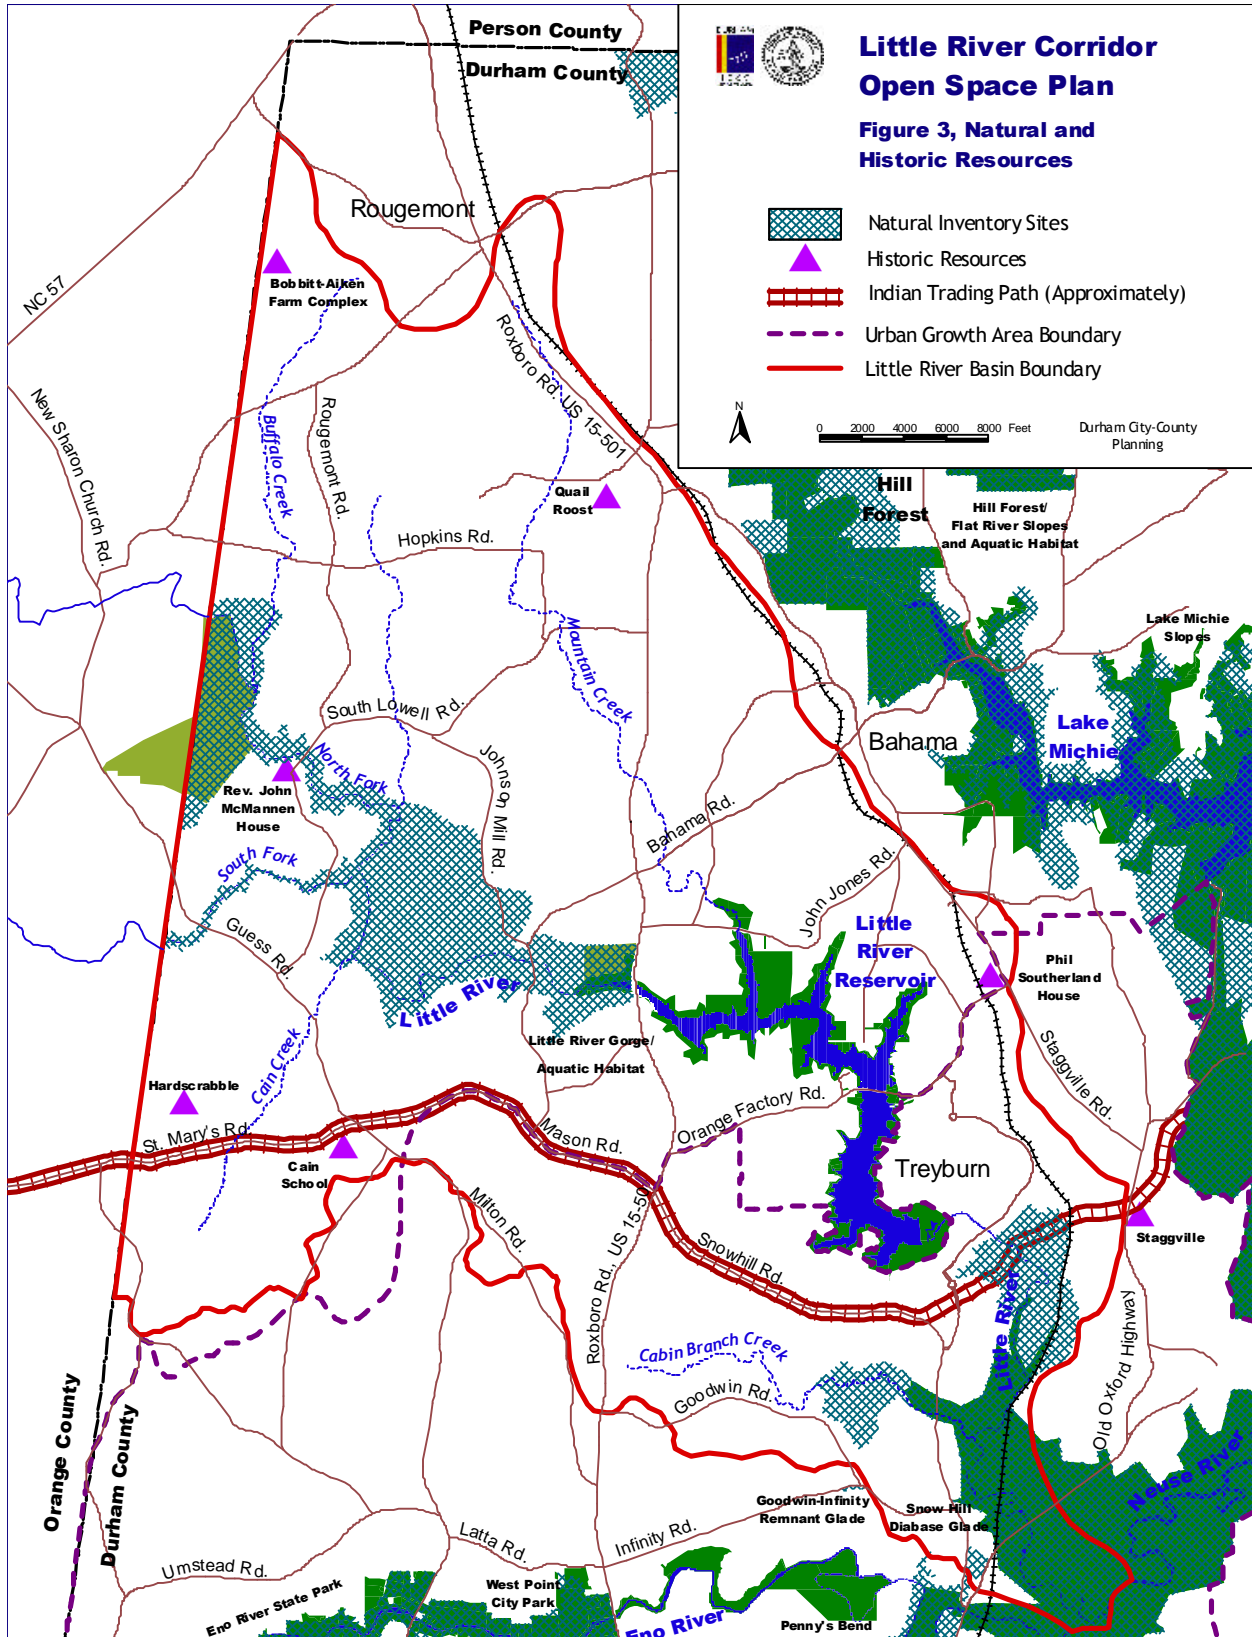 Person County
Durham County
Little River Corridor
Open Space Plan
Figure 3, Natural and
Historic Resources
Natural Inventory Sites
Historic Resources
Indian Trading Path (Approximately)
Urban Growth Area Boundary
Little River Basin Boundary
N
0 2000 4000 6000 8000 Feet
Durham City-County
Planning
Rougemont
Bobbitt-Aiken
Farm Complex
NC 57
Roxboro Rd. US 15-501
New Sharon Church Rd.
Buffalo Creek
Rougemont Rd.
Quail
Roost
Hopkins Rd.
Hill
Forest
Hill Forest/
Flat River Slopes
and Aquatic Habitat
Lake Michie
Slopes
Mountain Creek
South Lowell Rd.
North Fork
Johnson Mill Rd.
Lake
Michie
Bahama
Rev. John
McMannen
House
Bahama Rd.
South Fork
John Jones Rd.
Guess Rd.
Little
River
Reservoir
Phil
Southerland
House
Little River
Little River Gorge/
Aquatic Habitat
Cain Creek
Staggville Rd.
Hardscrabble
St. Mary's Rd.
Mason Rd.
Orange Factory Rd.
Cain
School
Treyburn
Milton Rd.
Roxboro Rd., US 15-50
Snowhill Rd.
Staggville
Little River
Old Oxford Highway
Cabin Branch Creek
Goodwin Rd.
Orange County
Durham County
Neuse River
Goodwin-Infinity
Remnant Glade
Snow Hill
Diabase Glade
Latta Rd.
Infinity Rd.
Umstead Rd.
Eno River State Park
West Point
City Park
Eno River
Penny's Bend